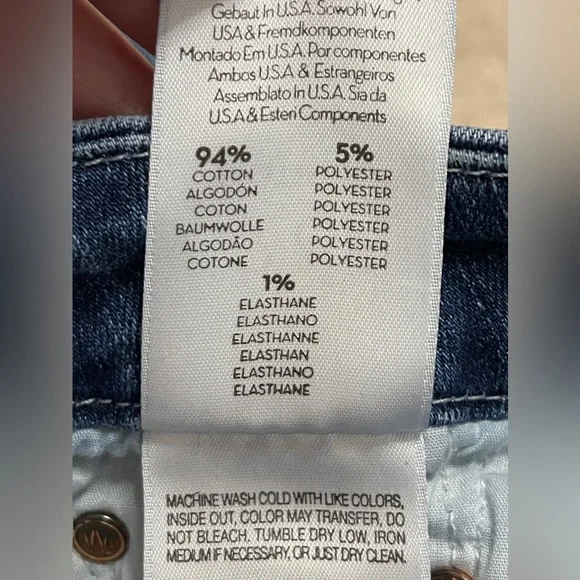 Gebaut In U.S.A. Sowohl Von
USA & Fremdkomponenten
Montado Em U.S.A. Por componentes
Ambos USA & Estrangeiros
Assemblato In U.S.A. Sia da
U.S.A & Esten Components
94%
COTTON
ALGODÓN
COTON
BAUMWOLLE
ALGODÃO
COTONE
5%
POLYESTER
POLYESTER
POLYESTER
POLYESTER
POLYESTER
POLYESTER
1%
ELASTHANE
ELASTHANO
ELASTHANNE
ELASTHAN
ELASTHANO
ELASTWANE
MACHINE WASH COLD WITH LIKE COLORS,
INSIDE OUT, COLOR MAY TRANSFER, DO
NOT BLEACH. TUMBLE DRY LOW, IRON
MEDIUM IF NECESSARY, OR JUST DRY CLEAN.